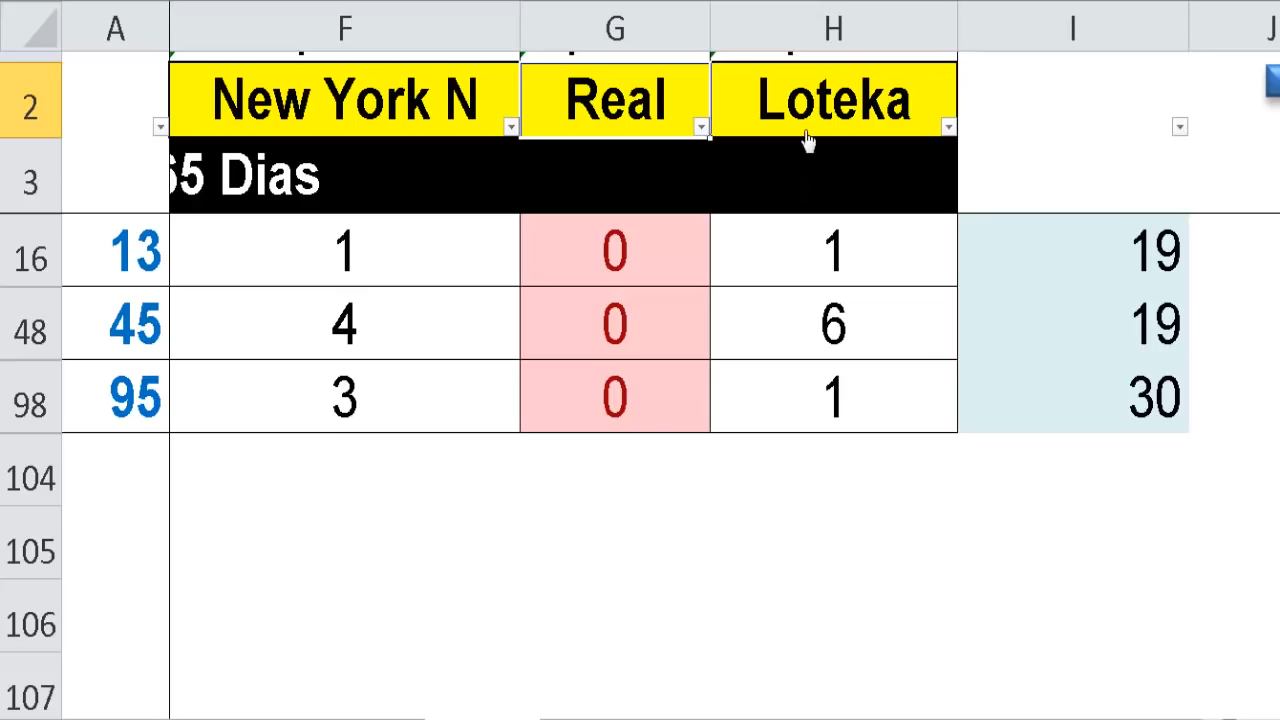 A F G H I J
2 New York N Real Loteka
3 65 Dias
16 13 1 0 1 19
48 45 4 0 6 19
98 95 3 0 1 30
104
105
106
107